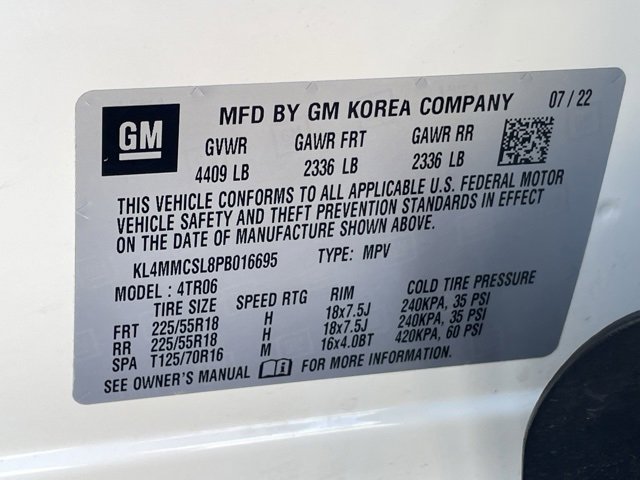 GM MFD BY GM KOREA COMPANY 07 / 22
GVWR GAWR FRT GAWR RR
4409 LB 2336 LB 2336 LB
THIS VEHICLE CONFORMS TO ALL APPLICABLE U.S. FEDERAL MOTOR
VEHICLE SAFETY AND THEFT PREVENTION STANDARDS IN EFFECT
ON THE DATE OF MANUFACTURE SHOWN ABOVE.
KL4MMCSL8PB016695 TYPE: MPV
MODEL : 4TR06
TIRE SIZE SPEED RTG RIM COLD TIRE PRESSURE
FRT 225/55R18 H 18x7.5J 240KPA, 35 PSI
RR 225/55R18 H 18x7.5J 240KPA, 35 PSI
SPA T125/70R16 M 16x4.0BT 420KPA, 60 PSI
SEE OWNER'S MANUAL FOR MORE INFORMATION.